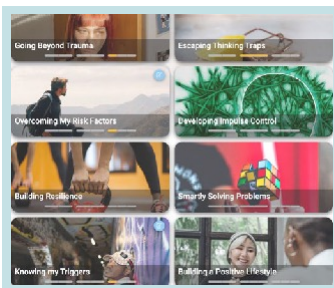 Going Beyond Trauma
Escaping Thinking Traps
Overcoming My Risk Factors
Developing Impulse Control
Building Resilience
Smartly Solving Problems
Knowing my Triggers
Building a Positive Lifestyle